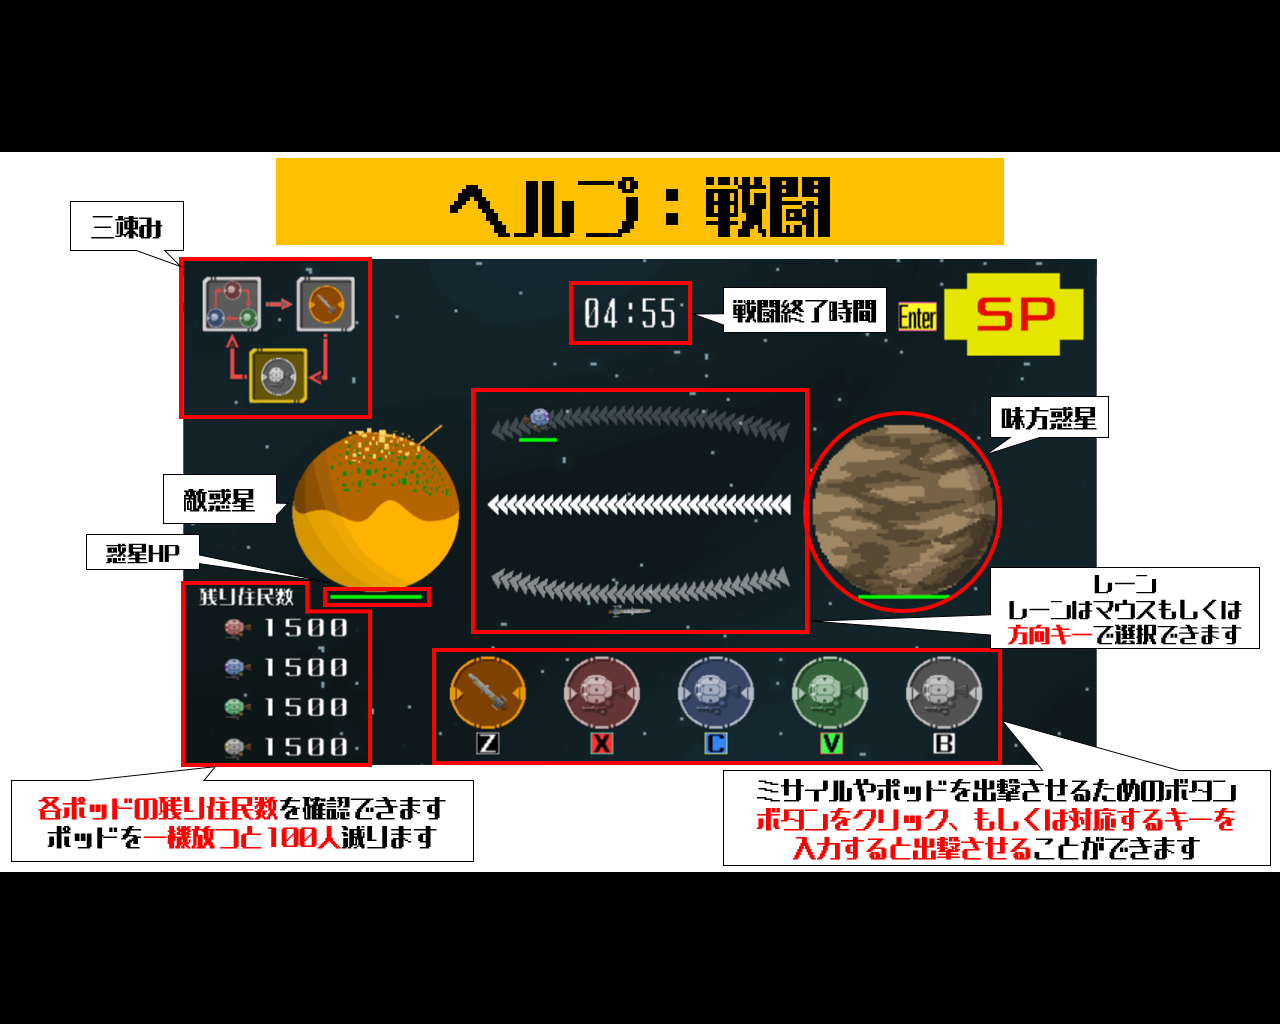 ヘルプ：戦闘
三竦み
04:55
戦闘終了時間
Enter
SP
味方惑星
敵惑星
惑星HP
レーン
レーンはマウスもしくは
方向キーで選択できます
残り住民数
1500
1500
1500
1500
Z
X
C
V
B
各ポッドの残り住民数を確認できます
ポッドを一機放つと100人減ります
ミサイルやポッドを出撃させるためのボタン
ボタンをクリック、もしくは対応するキーを
入力すると出撃させることができます